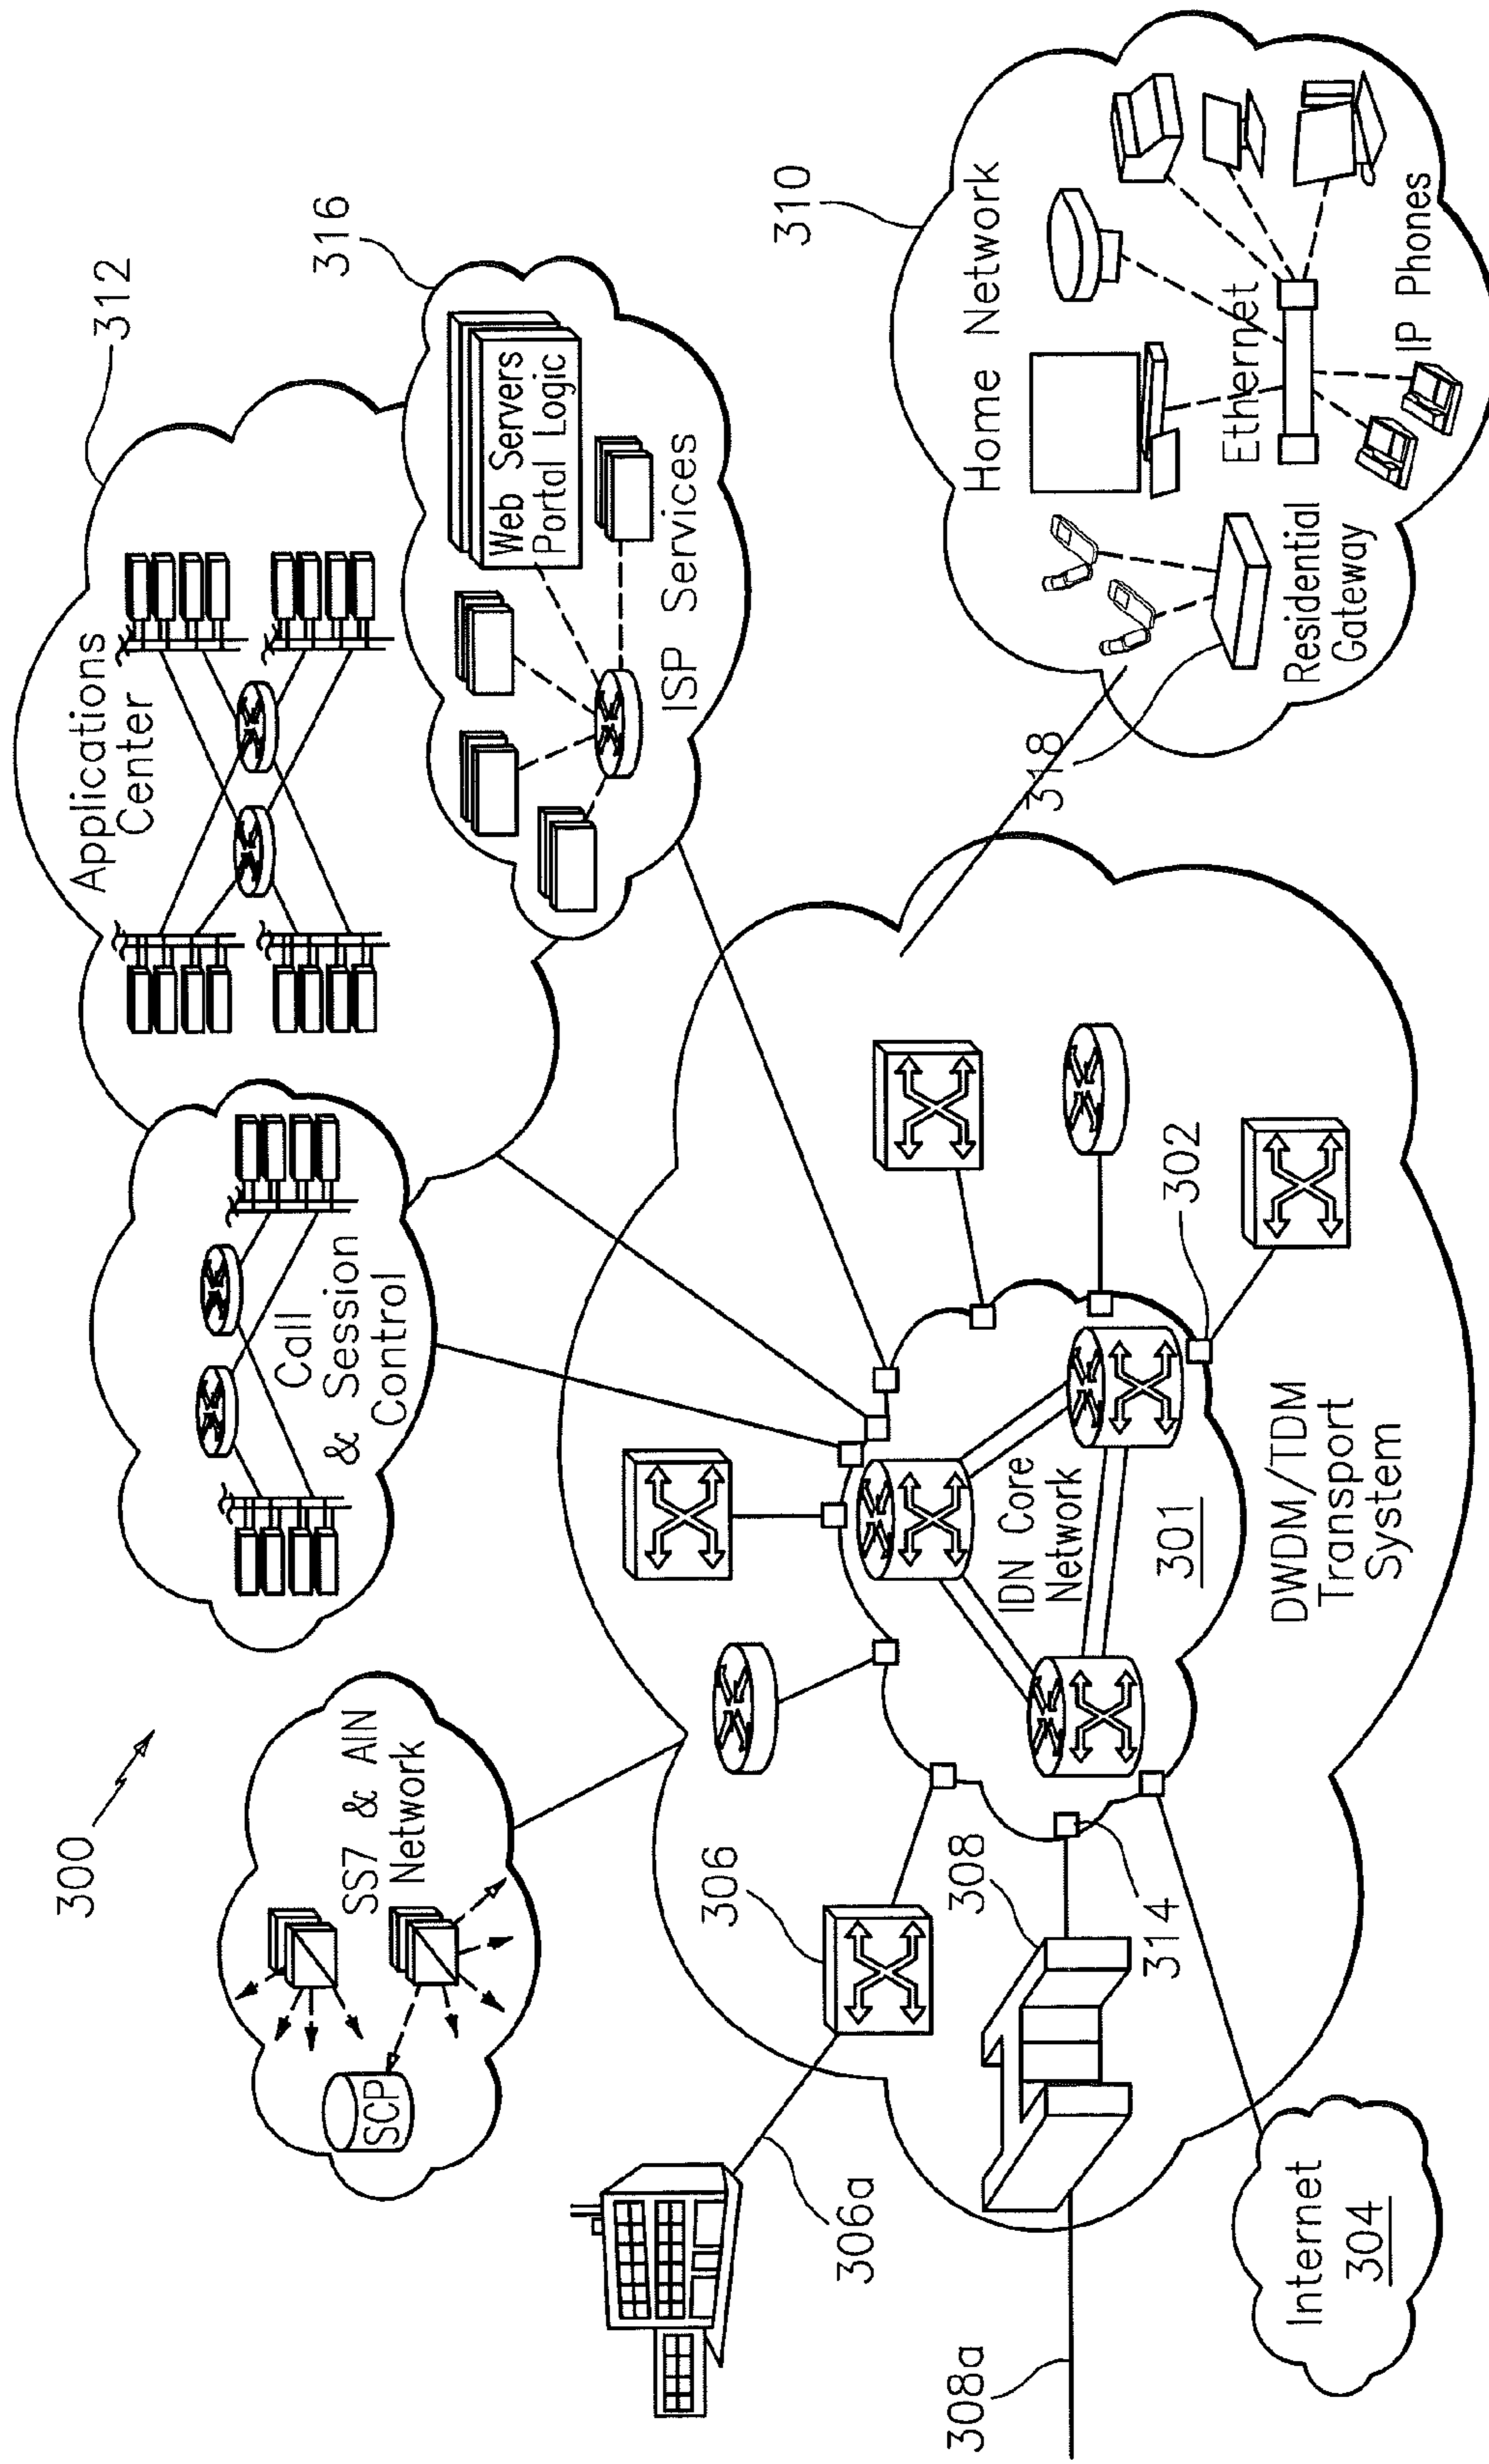 300
SS7 & AIN
Network
SCP
Call
& Session
Control
Applications
Center
312
316
Web Servers
Portal Logic
ISP Services
310
Home Network
Ethernet
IP Phones
Residential
Gateway
318
306
306a
308
308a
314
302
IDN Core
Network
301
DWDM/TDM
Transport
System
Internet
304